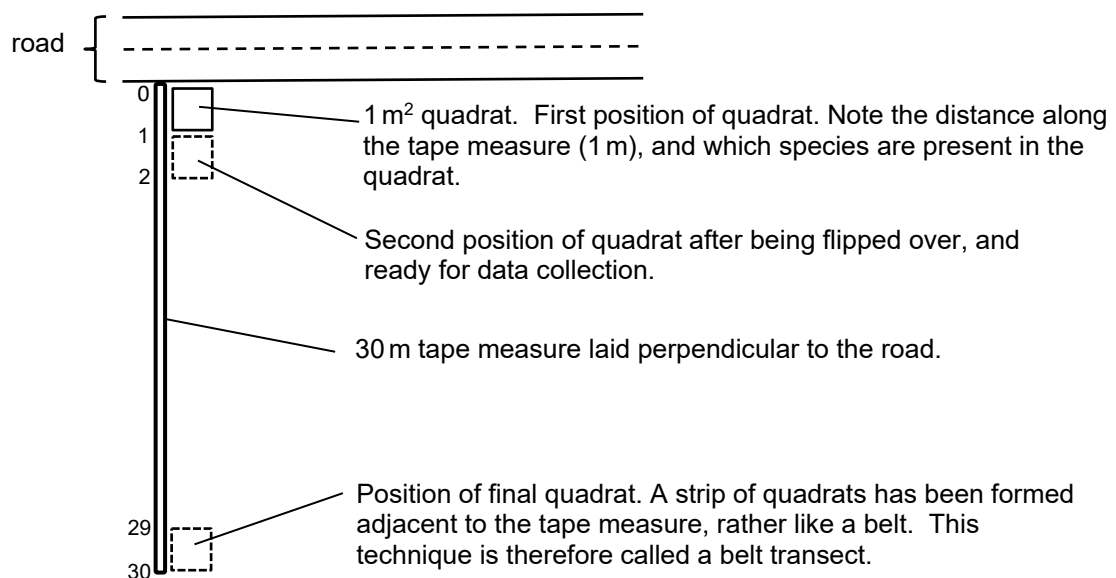 road
0
1 m² quadrat. First position of quadrat. Note the distance along
1
the tape measure (1 m), and which species are present in the
2
quadrat.
Second position of quadrat after being flipped over, and
ready for data collection.
30 m tape measure laid perpendicular to the road.
Position of final quadrat. A strip of quadrats has been formed
29
adjacent to the tape measure, rather like a belt. This
technique is therefore called a belt transect.
30